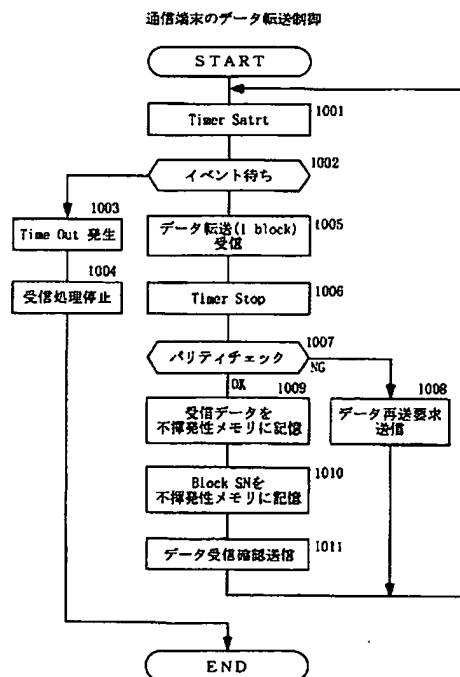 通信端末のデータ転送制御
START
Timer Satrt
1001
1002
イベント待ち
1003
Time Out 発生
1005
データ転送(1 block)
受信
1004
受信処理停止
1006
Timer Stop
1007
パリティチェック
NG
OK
1009
1008
受信データを
不揮発性メモリに記憶
データ再送要求
送信
1010
Block SNを
不揮発性メモリに記憶
1011
データ受信確認送信
END